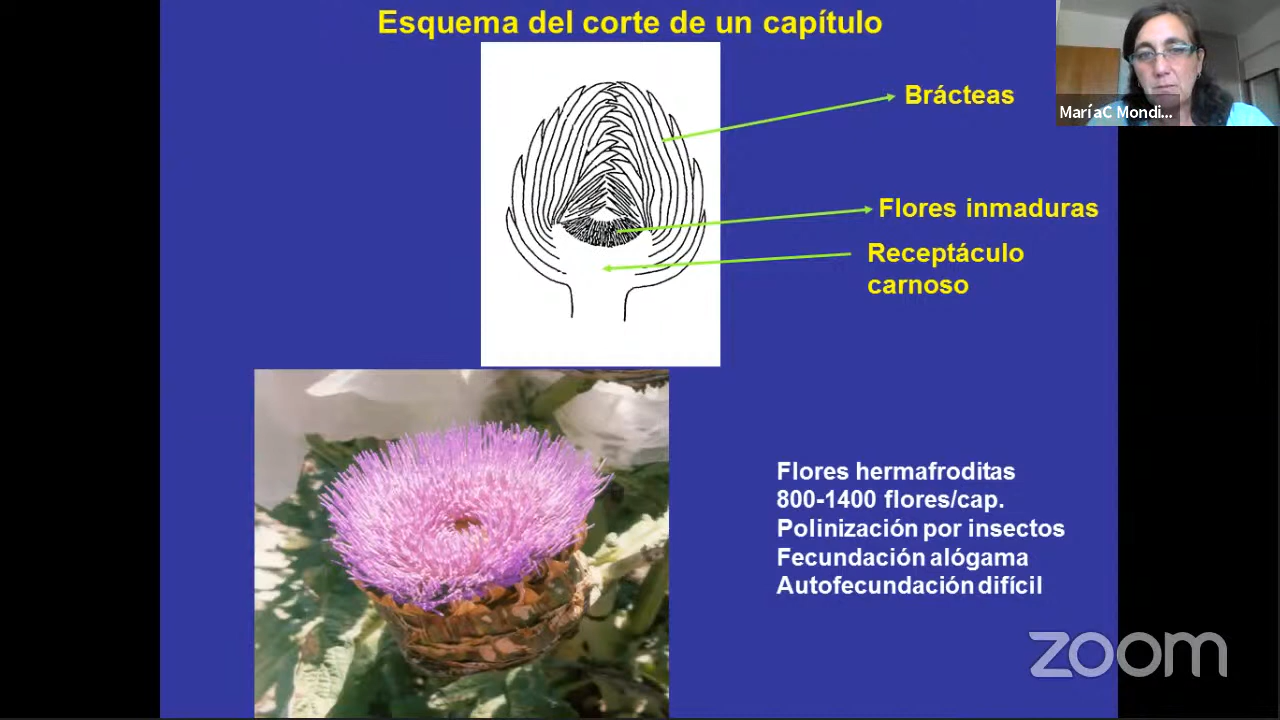 Esquema del corte de un capítulo
Brácteas
MaríaC Mondi...
Flores inmaduras
Receptáculo
carnoso
Flores hermafroditas
800-1400 flores/cap.
Polinización por insectos
Fecundación alógama
Autofecundación difícil
zoom